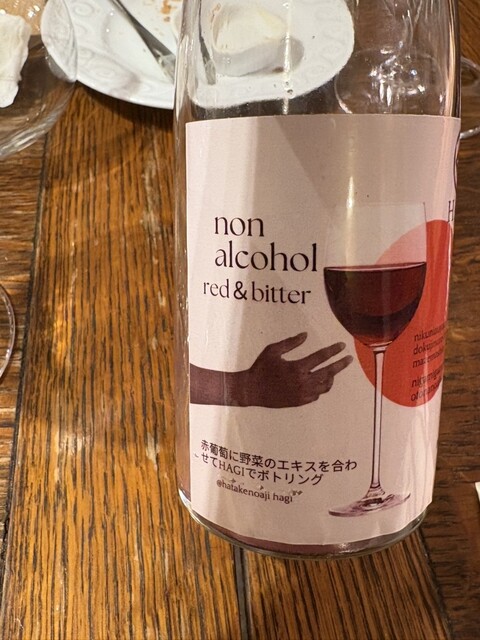 non
alcohol
red & bitter
赤葡萄に野菜のエキスを合わ
せてHAGIでボトリング
@hatakenoaji hagi